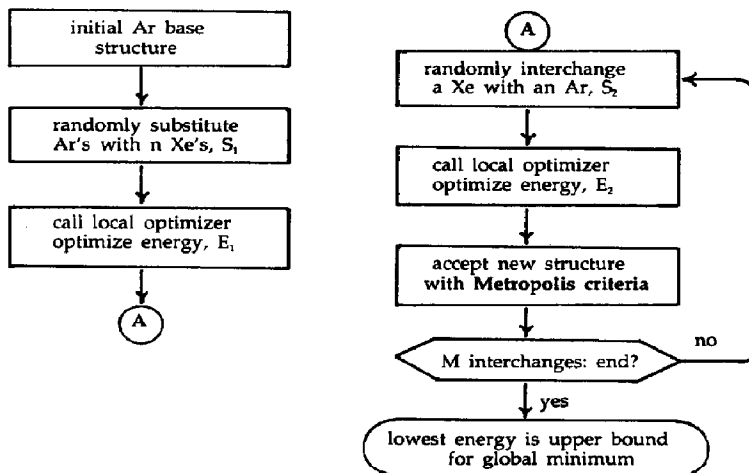 initial Ar base
structure
randomly substitute
Ar's with n Xe's, S₁
call local optimizer
optimize energy, E₁
A
A
randomly interchange
a Xe with an Ar, S₂
call local optimizer
optimize energy, E₂
accept new structure
with Metropolis criteria
M interchanges: end?
no
yes
lowest energy is upper bound
for global minimum